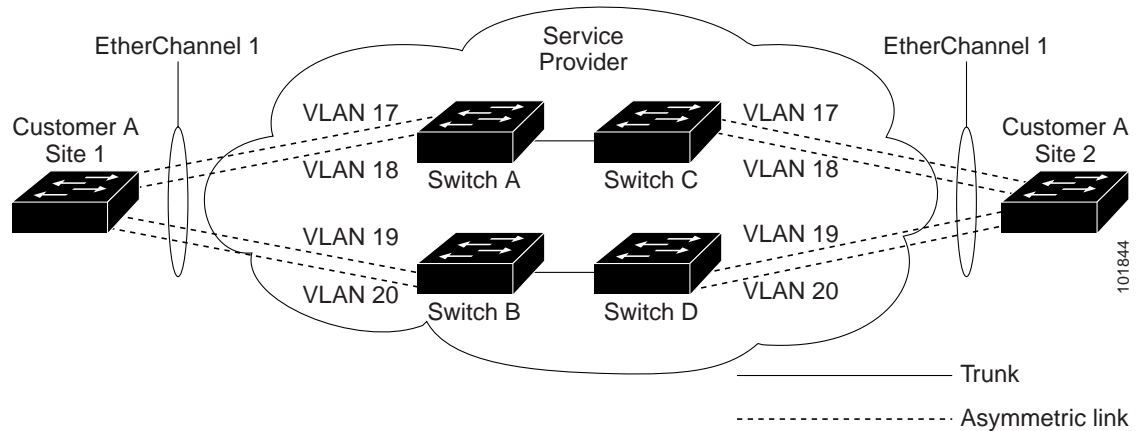 EtherChannel 1
Service
Provider
EtherChannel 1
Customer A
Site 1
VLAN 17
VLAN 18
Switch A
Switch C
VLAN 17
VLAN 18
Customer A
Site 2
VLAN 19
VLAN 20
Switch B
Switch D
VLAN 19
VLAN 20
101844
Trunk
Asymmetric link